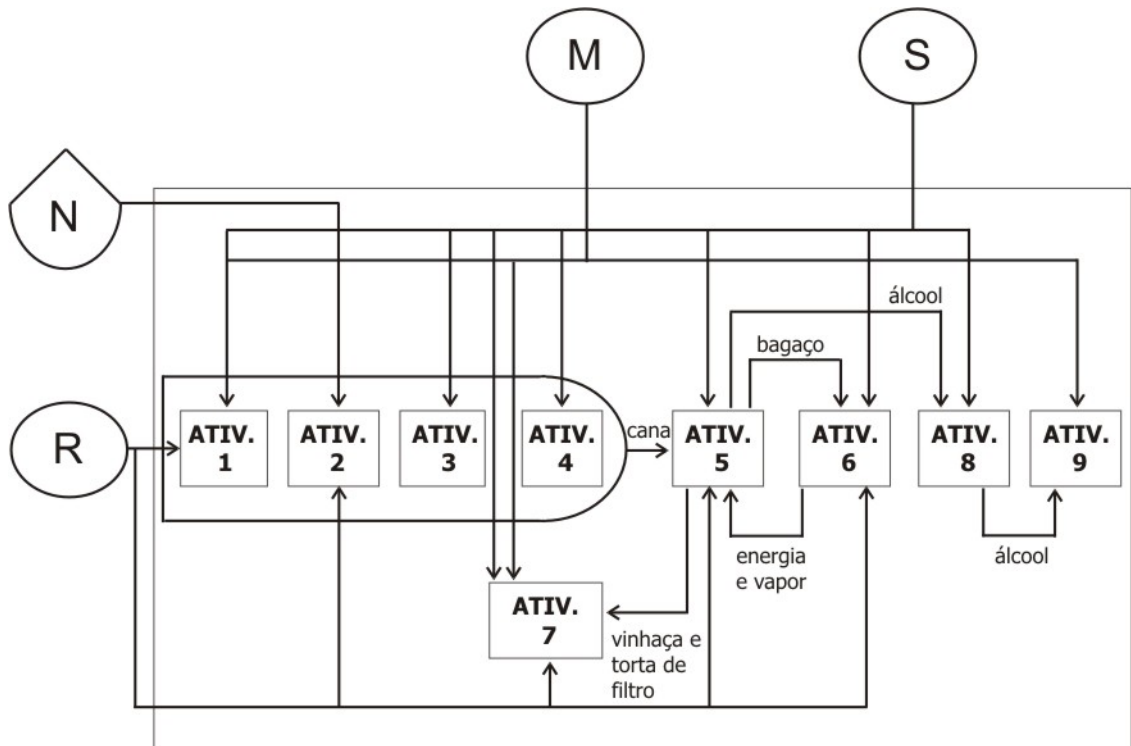 M
S
N
R
álcool
bagaço
ATIV.
1
ATIV.
2
ATIV.
3
ATIV.
4
cana
ATIV.
5
ATIV.
6
ATIV.
8
ATIV.
9
energia
e vapor
álcool
ATIV.
7
vinhaça e
torta de
filtro